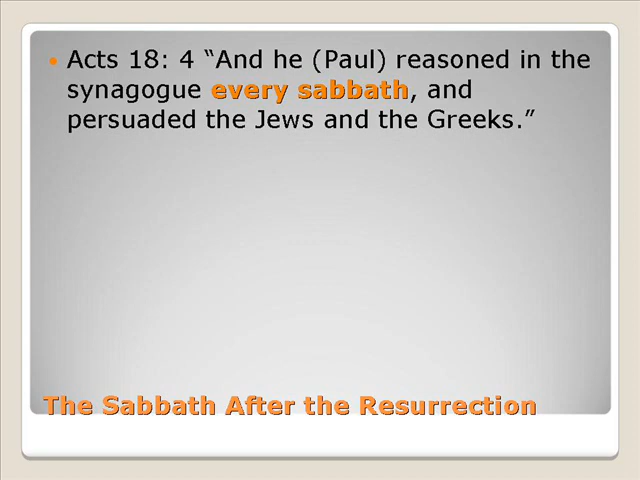 • Acts 18: 4 “And he (Paul) reasoned in the
synagogue every sabbath, and
persuaded the Jews and the Greeks.”
The Sabbath After the Resurrection